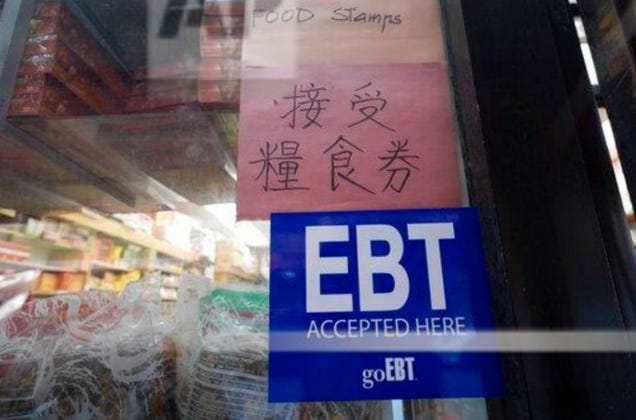 FOOD Stamps
接受
糧食券
EBT
ACCEPTED HERE
goEBT